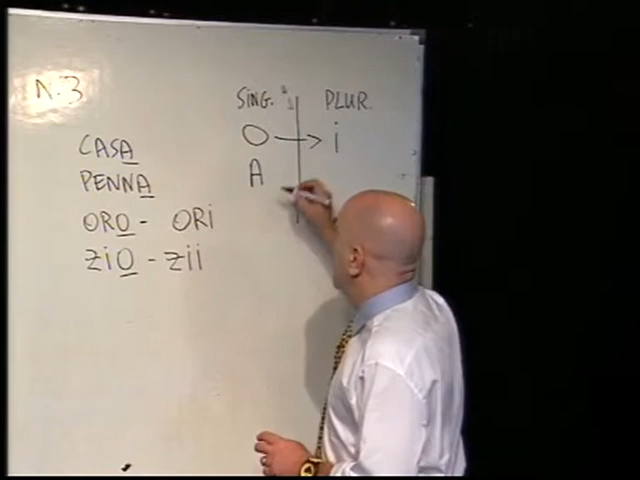 N.3
SiNG. PLUR.
O → i
A
CASA
PENNA
ORO - ORi
ZiO - Zii